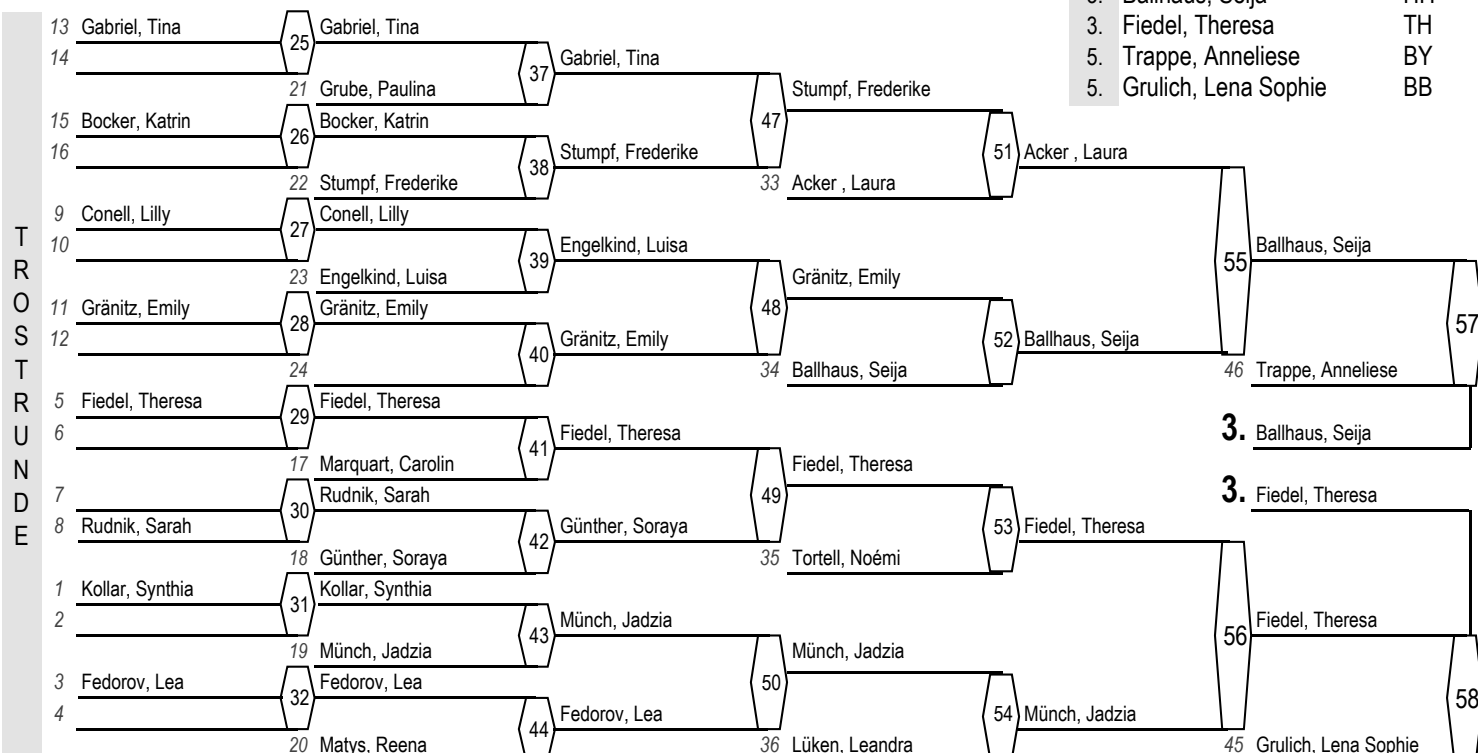 3. Ballhaus, Seija HH
13 Gabriel, Tina 25 Gabriel, Tina
3. Fiedel, Theresa TH
14 37 Gabriel, Tina
5. Trappe, Anneliese BY
21 Grube, Paulina Stumpf, Frederike
5. Grulich, Lena Sophie BB
15 Bocker, Katrin 26 Bocker, Katrin 47
16 38 Stumpf, Frederike 51 Acker , Laura
22 Stumpf, Frederike 33 Acker , Laura
9 Conell, Lilly 27 Conell, Lilly
10 39 Engelkind, Luisa 55 Ballhaus, Seija
23 Engelkind, Luisa Gränitz, Emily
11 Gränitz, Emily 28 Gränitz, Emily 48 57
12 40 Gränitz, Emily 52 Ballhaus, Seija
24 34 Ballhaus, Seija 46 Trappe, Anneliese
5 Fiedel, Theresa 29 Fiedel, Theresa
6 41 Fiedel, Theresa 3. Ballhaus, Seija
17 Marquart, Carolin Fiedel, Theresa
7 30 Rudnik, Sarah 49 3. Fiedel, Theresa
8 Rudnik, Sarah 42 Günther, Soraya 53 Fiedel, Theresa
18 Günther, Soraya 35 Tortell, Noémi
1 Kollar, Synthia 31 Kollar, Synthia
2 43 Münch, Jadzia 56 Fiedel, Theresa
19 Münch, Jadzia Münch, Jadzia
3 Fedorov, Lea 32 Fedorov, Lea 50 58
4 44 Fedorov, Lea 54 Münch, Jadzia
20 Matys, Reena 36 Lüken, Leandra 45 Grulich, Lena Sophie
TROSTRUNDE